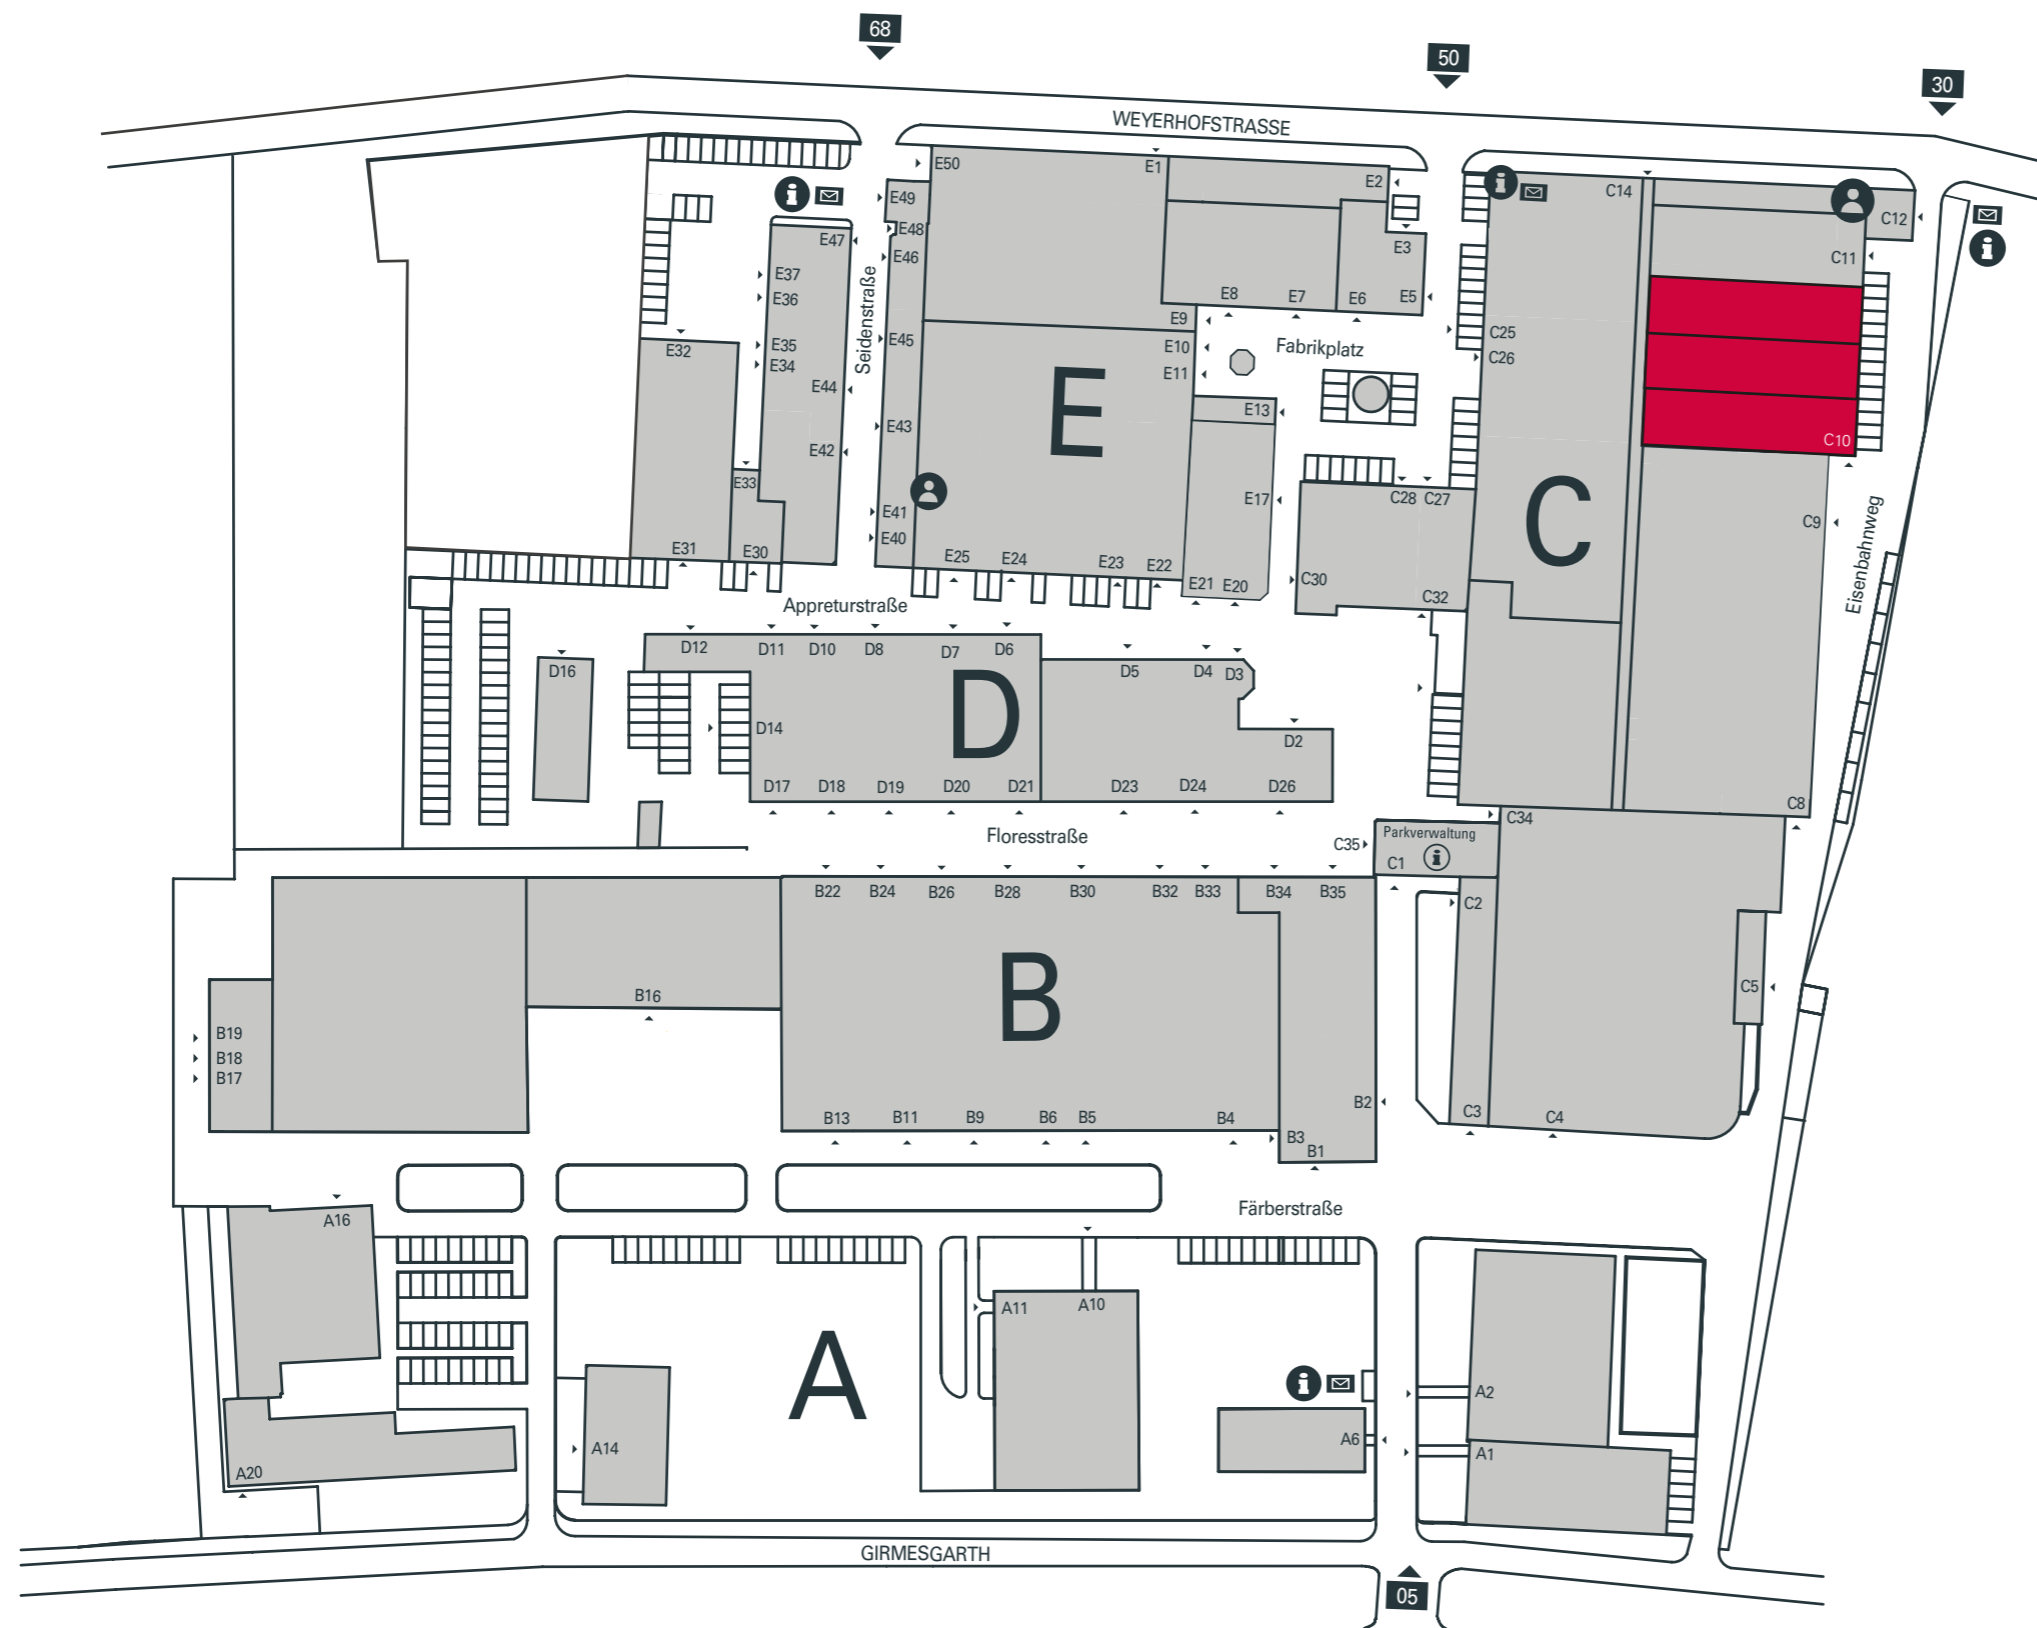 68
50
30
WEYERHOFSTRASSE
E50
E1
E2
C14
C12
E49
E48
E47
E46
E3
C11
E37
E36
Seidenstraße
E8
E7
E6
E5
E9
E45
E10
E11
Fabrikplatz
C25
C26
E35
E34
E32
E44
E13
E
E43
E42
C10
E33
E17
C28
C27
C
C9
Eisenbahnweg
E41
E40
E31
E30
E25
E24
E23
E22
E21
E20
C30
C32
Appreturstraße
D12
D11
D10
D8
D7
D6
D16
D5
D4
D3
D
D14
D2
D17
D18
D19
D20
D21
D23
D24
D26
C8
C34
Floresstraße
Parkverwaltung
C35
C1
B22
B24
B26
B28
B30
B32
B33
B34
B35
C2
B
B16
C5
B19
B18
B17
B2
B13
B11
B9
B6
B5
B4
B3
B1
C3
C4
Färberstraße
A16
A11
A10
A
A2
A14
A6
A1
A20
GIRMESGARTH
05